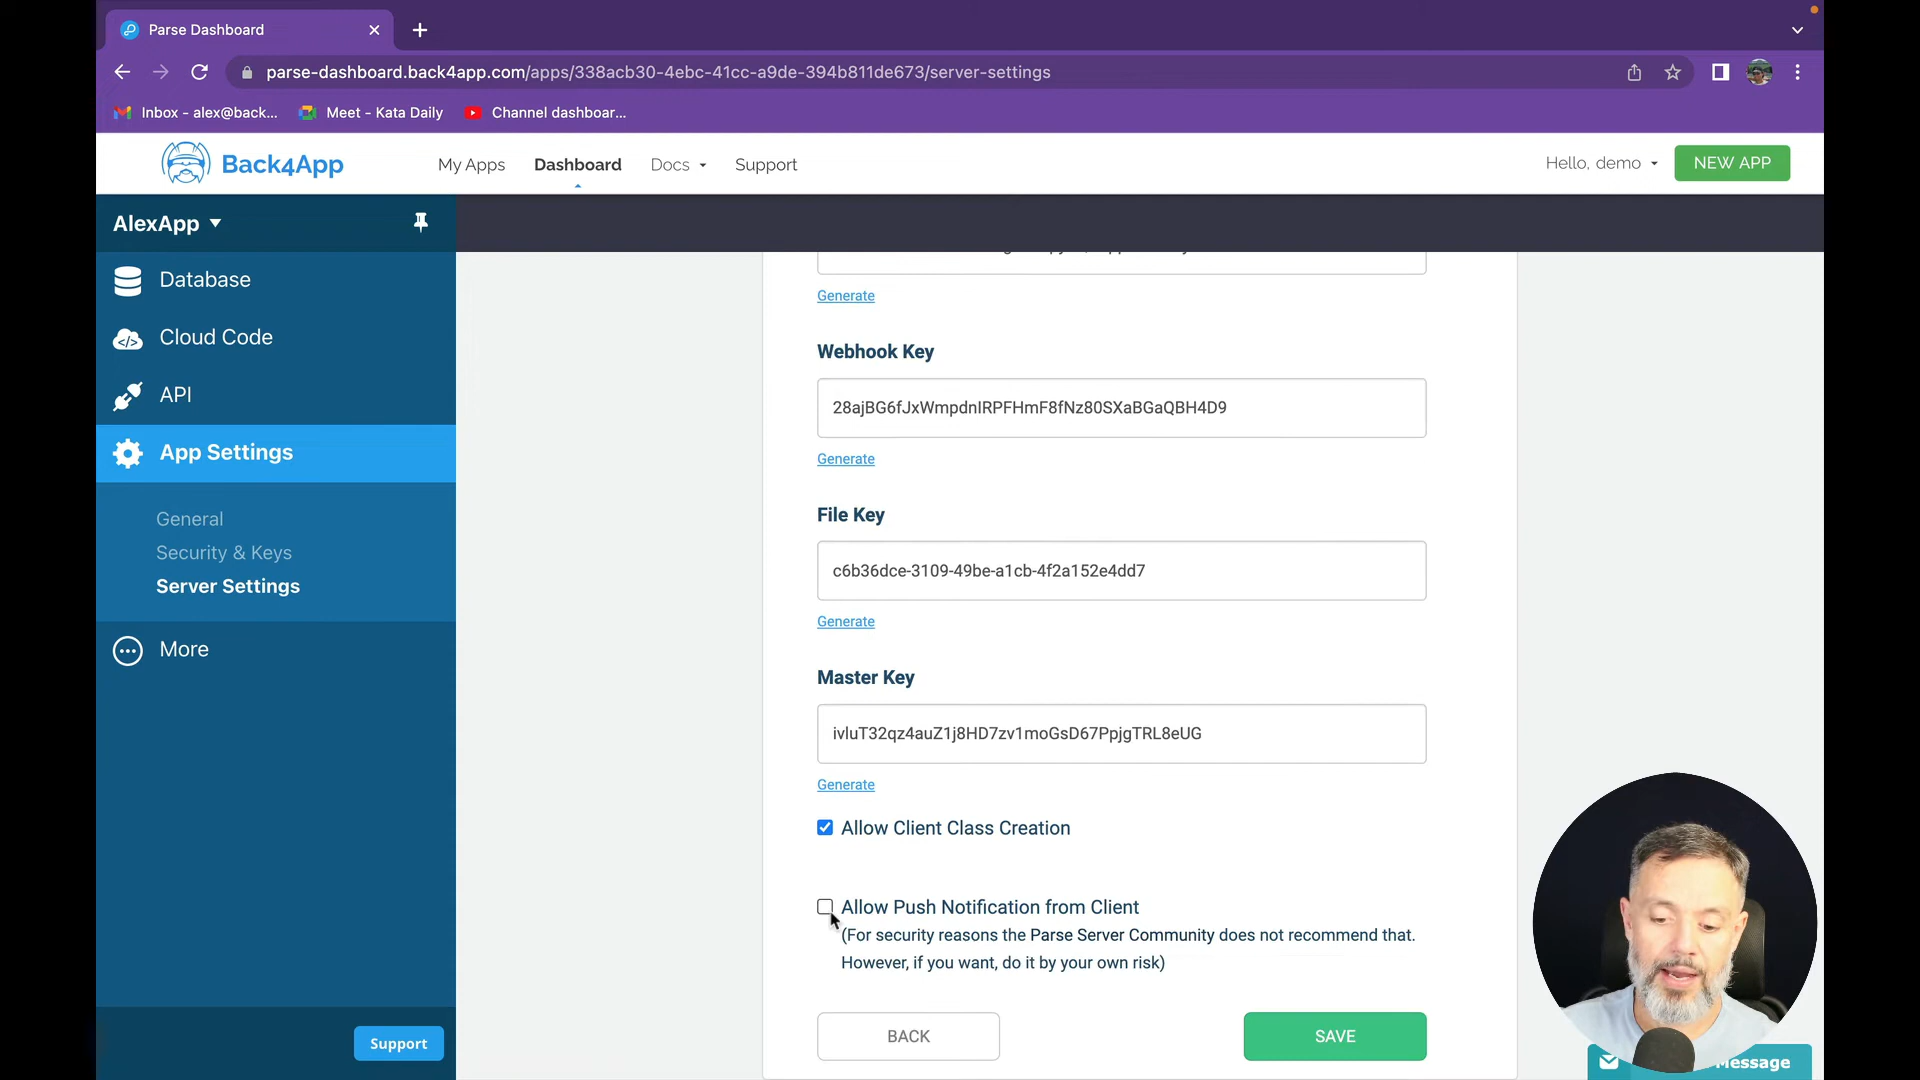 Parse Dashboard
parse-dashboard.back4app.com/apps/338acb30-4ebc-41cc-a9de-394b811de673/server-settings
Inbox - alex@back...
Meet - Kata Daily
Channel dashboar...
Back4App
My Apps
Dashboard
Docs
Support
Hello, demo
NEW APP
AlexApp
Database
Cloud Code
API
App Settings
General
Security & Keys
Server Settings
More
Support
Generate
Webhook Key
28ajBG6fJxWmpdnIRPFHmF8fNz80SXaBGaQBH4D9
Generate
File Key
c6b36dce-3109-49be-a1cb-4f2a152e4dd7
Generate
Master Key
ivluT32qz4auZ1j8HD7zv1moGsD67PpjgTRL8eUG
Generate
Allow Client Class Creation
Allow Push Notification from Client
(For security reasons the Parse Server Community does not recommend that.
However, if you want, do it by your own risk)
BACK
SAVE
Message